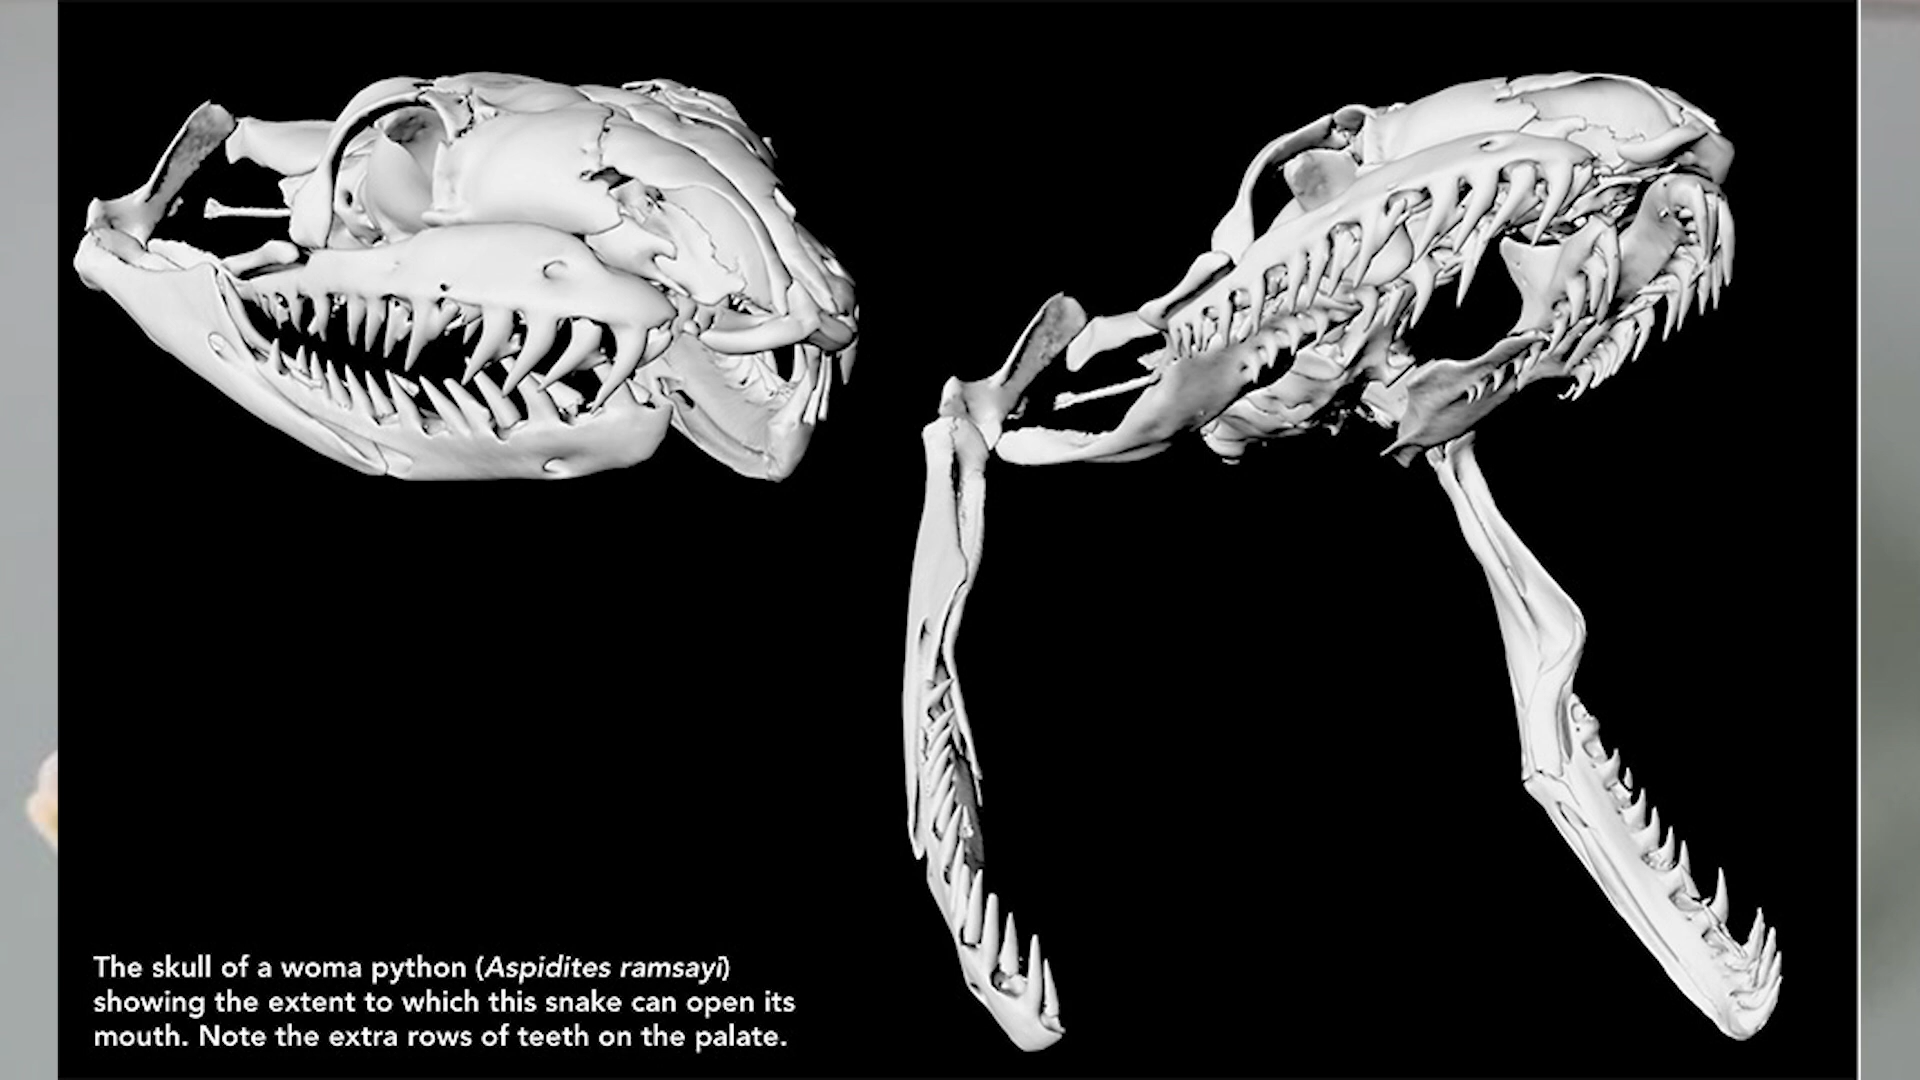 The skull of a woma python (Aspidites ramsayi)
showing the extent to which this snake can open its
mouth. Note the extra rows of teeth on the palate.